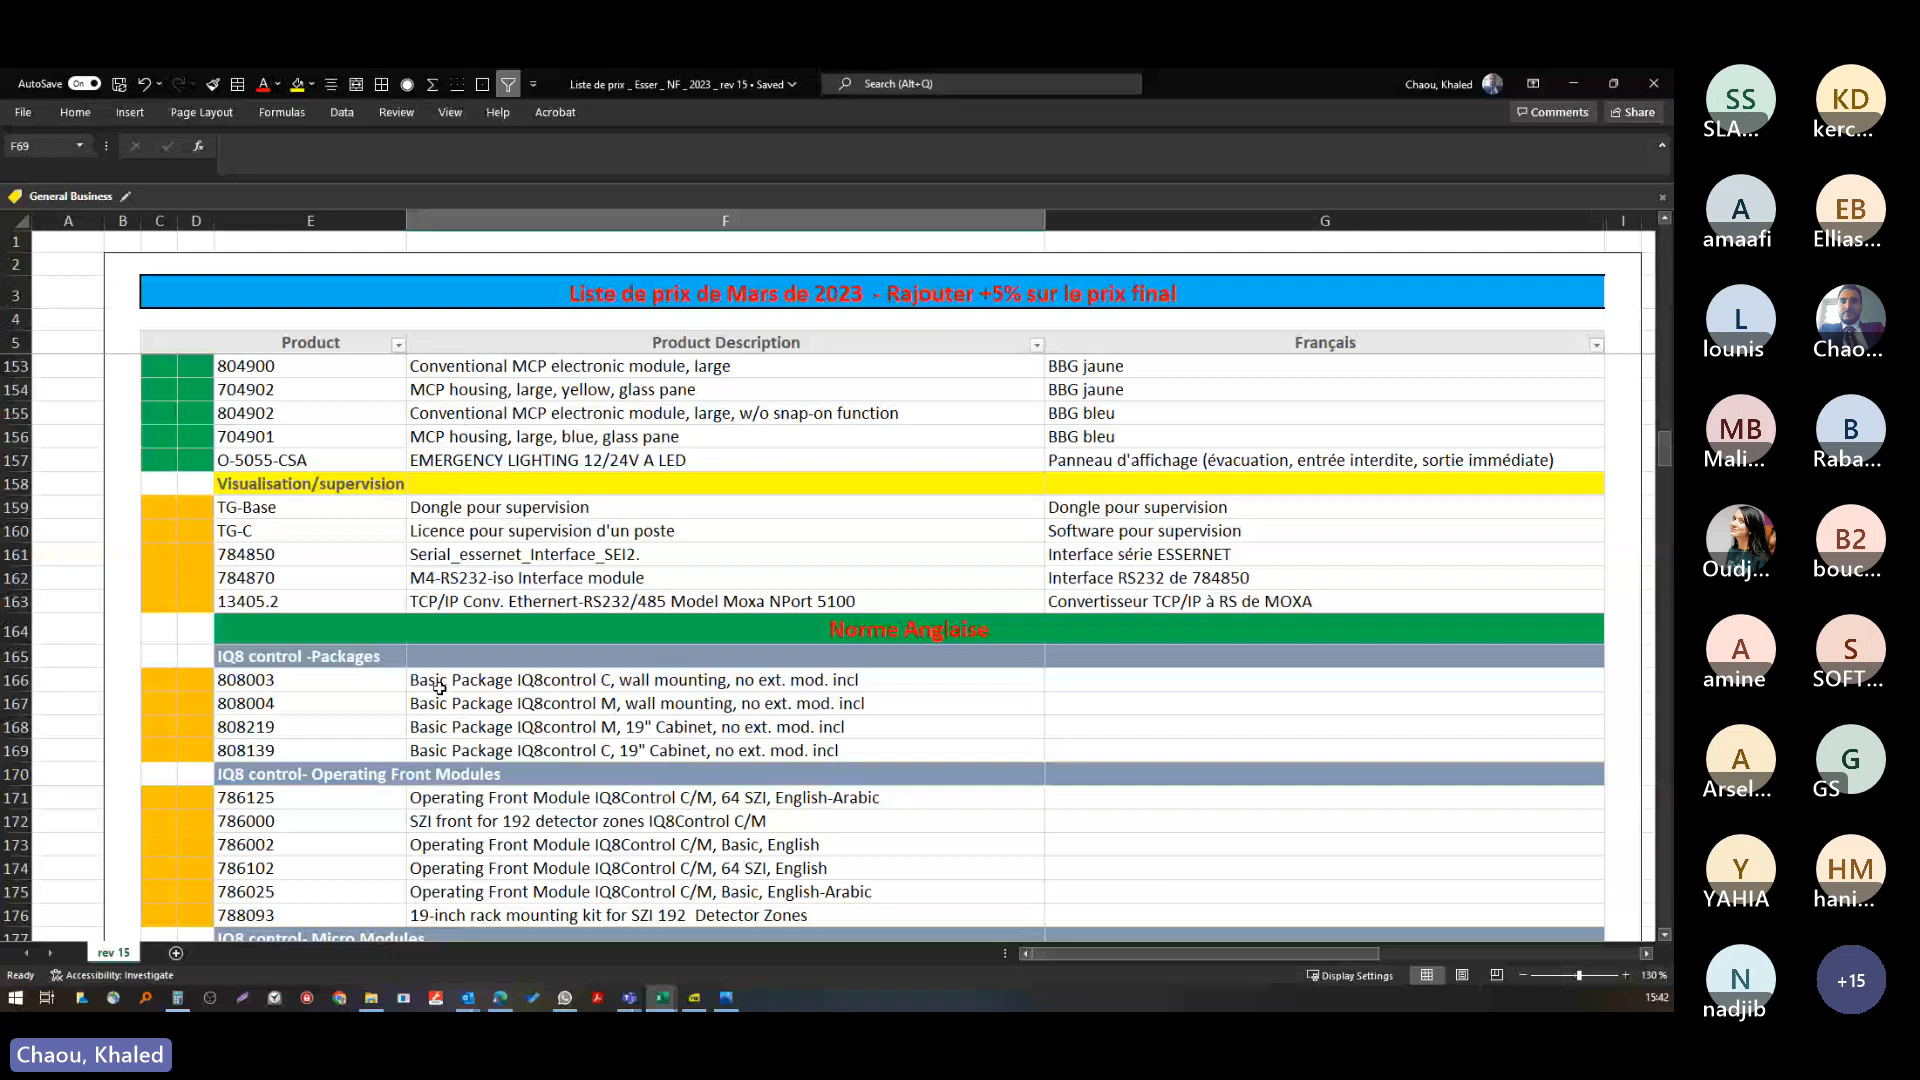 AutoSave On
Liste de prix _ Esser _ NF _ 2023 _ rev 15 • Saved
Search (Alt+Q)
Chaou, Khaled
File Home Insert Page Layout Formulas Data Review View Help Acrobat
Comments Share
F69
fx
General Business
A B C D E F G I
1
2
3 Liste de prix de Mars de 2023 - Rajouter +5% sur le prix final
4
5 Product Product Description Français
153 804900 Conventional MCP electronic module, large BBG jaune
154 704902 MCP housing, large, yellow, glass pane BBG jaune
155 804902 Conventional MCP electronic module, large, w/o snap-on function BBG bleu
156 704901 MCP housing, large, blue, glass pane BBG bleu
157 O-5055-CSA EMERGENCY LIGHTING 12/24V A LED Panneau d'affichage (évacuation, entrée interdite, sortie immédiate)
158 Visualisation/supervision
159 TG-Base Dongle pour supervision Dongle pour supervision
160 TG-C Licence pour supervision d'un poste Software pour supervision
161 784850 Serial_essernet_Interface_SEI2. Interface série ESSERNET
162 784870 M4-RS232-iso Interface module Interface RS232 de 784850
163 13405.2 TCP/IP Conv. Ethernert-RS232/485 Model Moxa NPort 5100 Convertisseur TCP/IP à RS de MOXA
164 Norme Anglaise
165 IQ8 control -Packages
166 808003 Basic Package IQ8control C, wall mounting, no ext. mod. incl
167 808004 Basic Package IQ8control M, wall mounting, no ext. mod. incl
168 808219 Basic Package IQ8control M, 19" Cabinet, no ext. mod. incl
169 808139 Basic Package IQ8control C, 19" Cabinet, no ext. mod. incl
170 IQ8 control- Operating Front Modules
171 786125 Operating Front Module IQ8Control C/M, 64 SZI, English-Arabic
172 786000 SZI front for 192 detector zones IQ8Control C/M
173 786002 Operating Front Module IQ8Control C/M, Basic, English
174 786102 Operating Front Module IQ8Control C/M, 64 SZI, English
175 786025 Operating Front Module IQ8Control C/M, Basic, English-Arabic
176 788093 19-inch rack mounting kit for SZI 192 Detector Zones
177 IQ8 control- Micro Modules
rev 15
Ready Accessibility: Investigate
Display Settings
130 %
15:42
Chaou, Khaled
SS KD
SLA... kerc...
A EB
amaafi Ellias...
L
lounis Chao...
MB B
Mali... Raba...
B2
Oudj... bouc...
A S
amine SOFT...
A G
Arsel... GS
Y HM
YAHIA hani...
N +15
nadjib